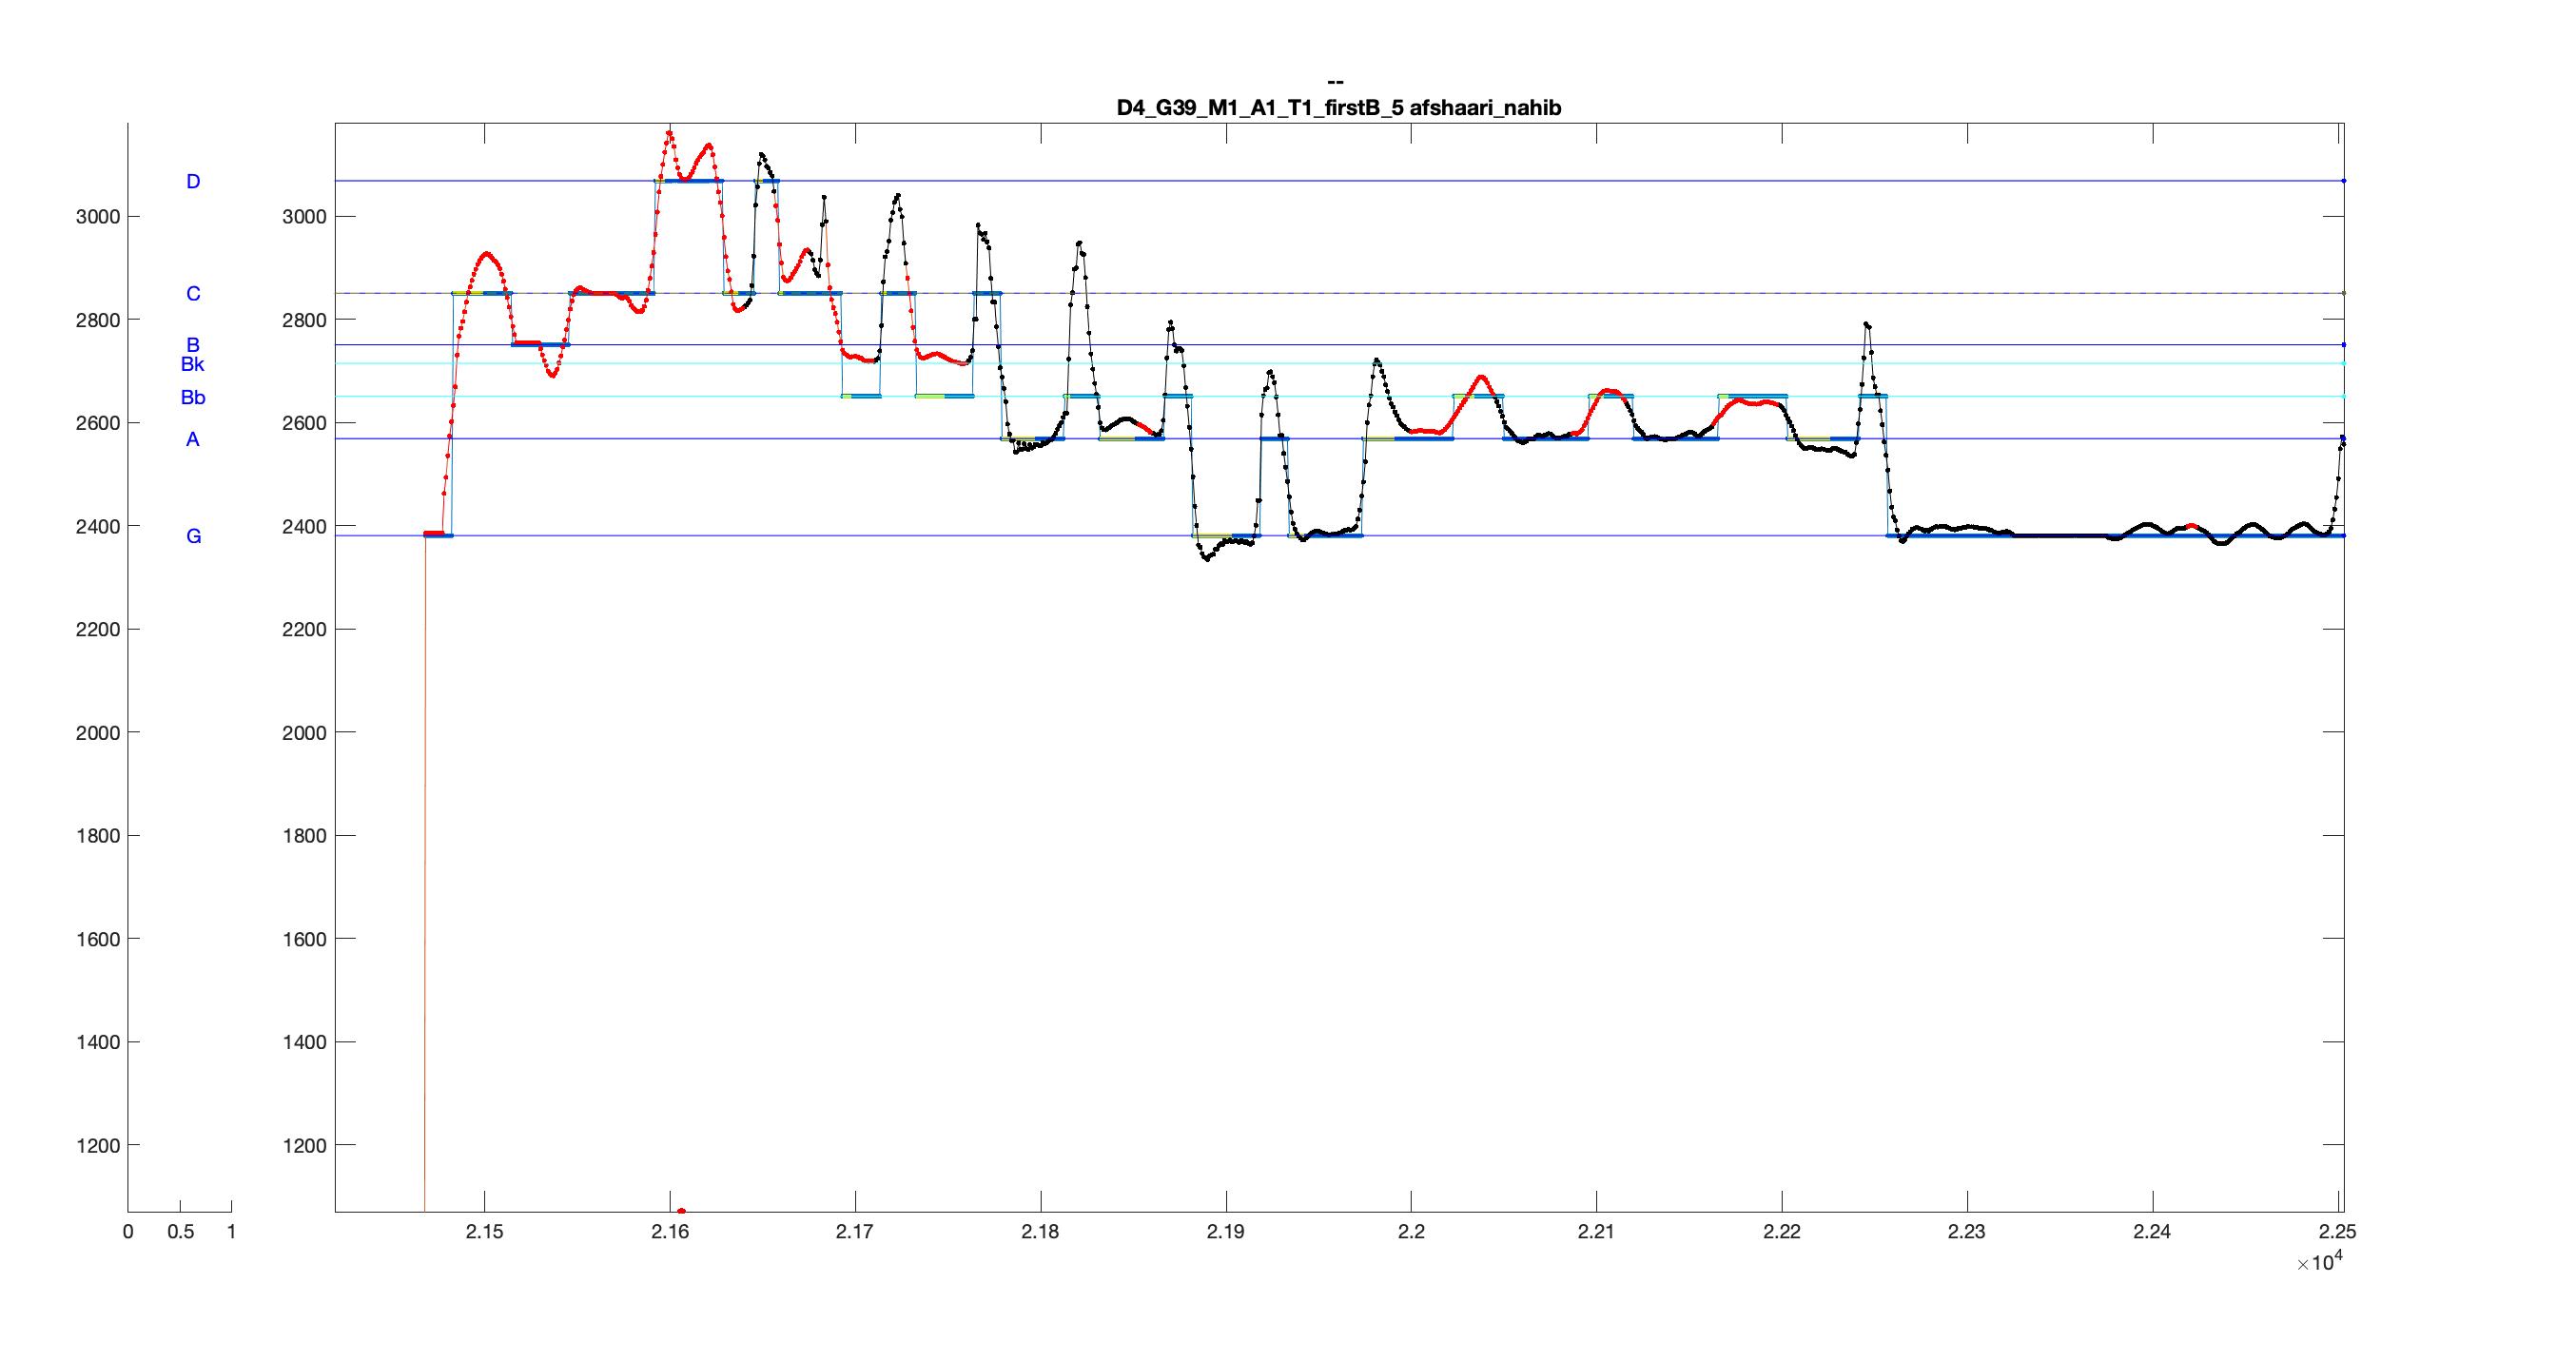 --
D4_G39_M1_A1_T1_firstB_5 afshaari_nahib
D
3000 3000
C
2800 2800
B
Bk
Bb
2600 2600
A
2400 2400
G
2200 2200
2000 2000
1800 1800
1600 1600
1400 1400
1200 1200
0 0.5 1 2.15 2.16 2.17 2.18 2.19 2.2 2.21 2.22 2.23 2.24 2.25
×10⁴